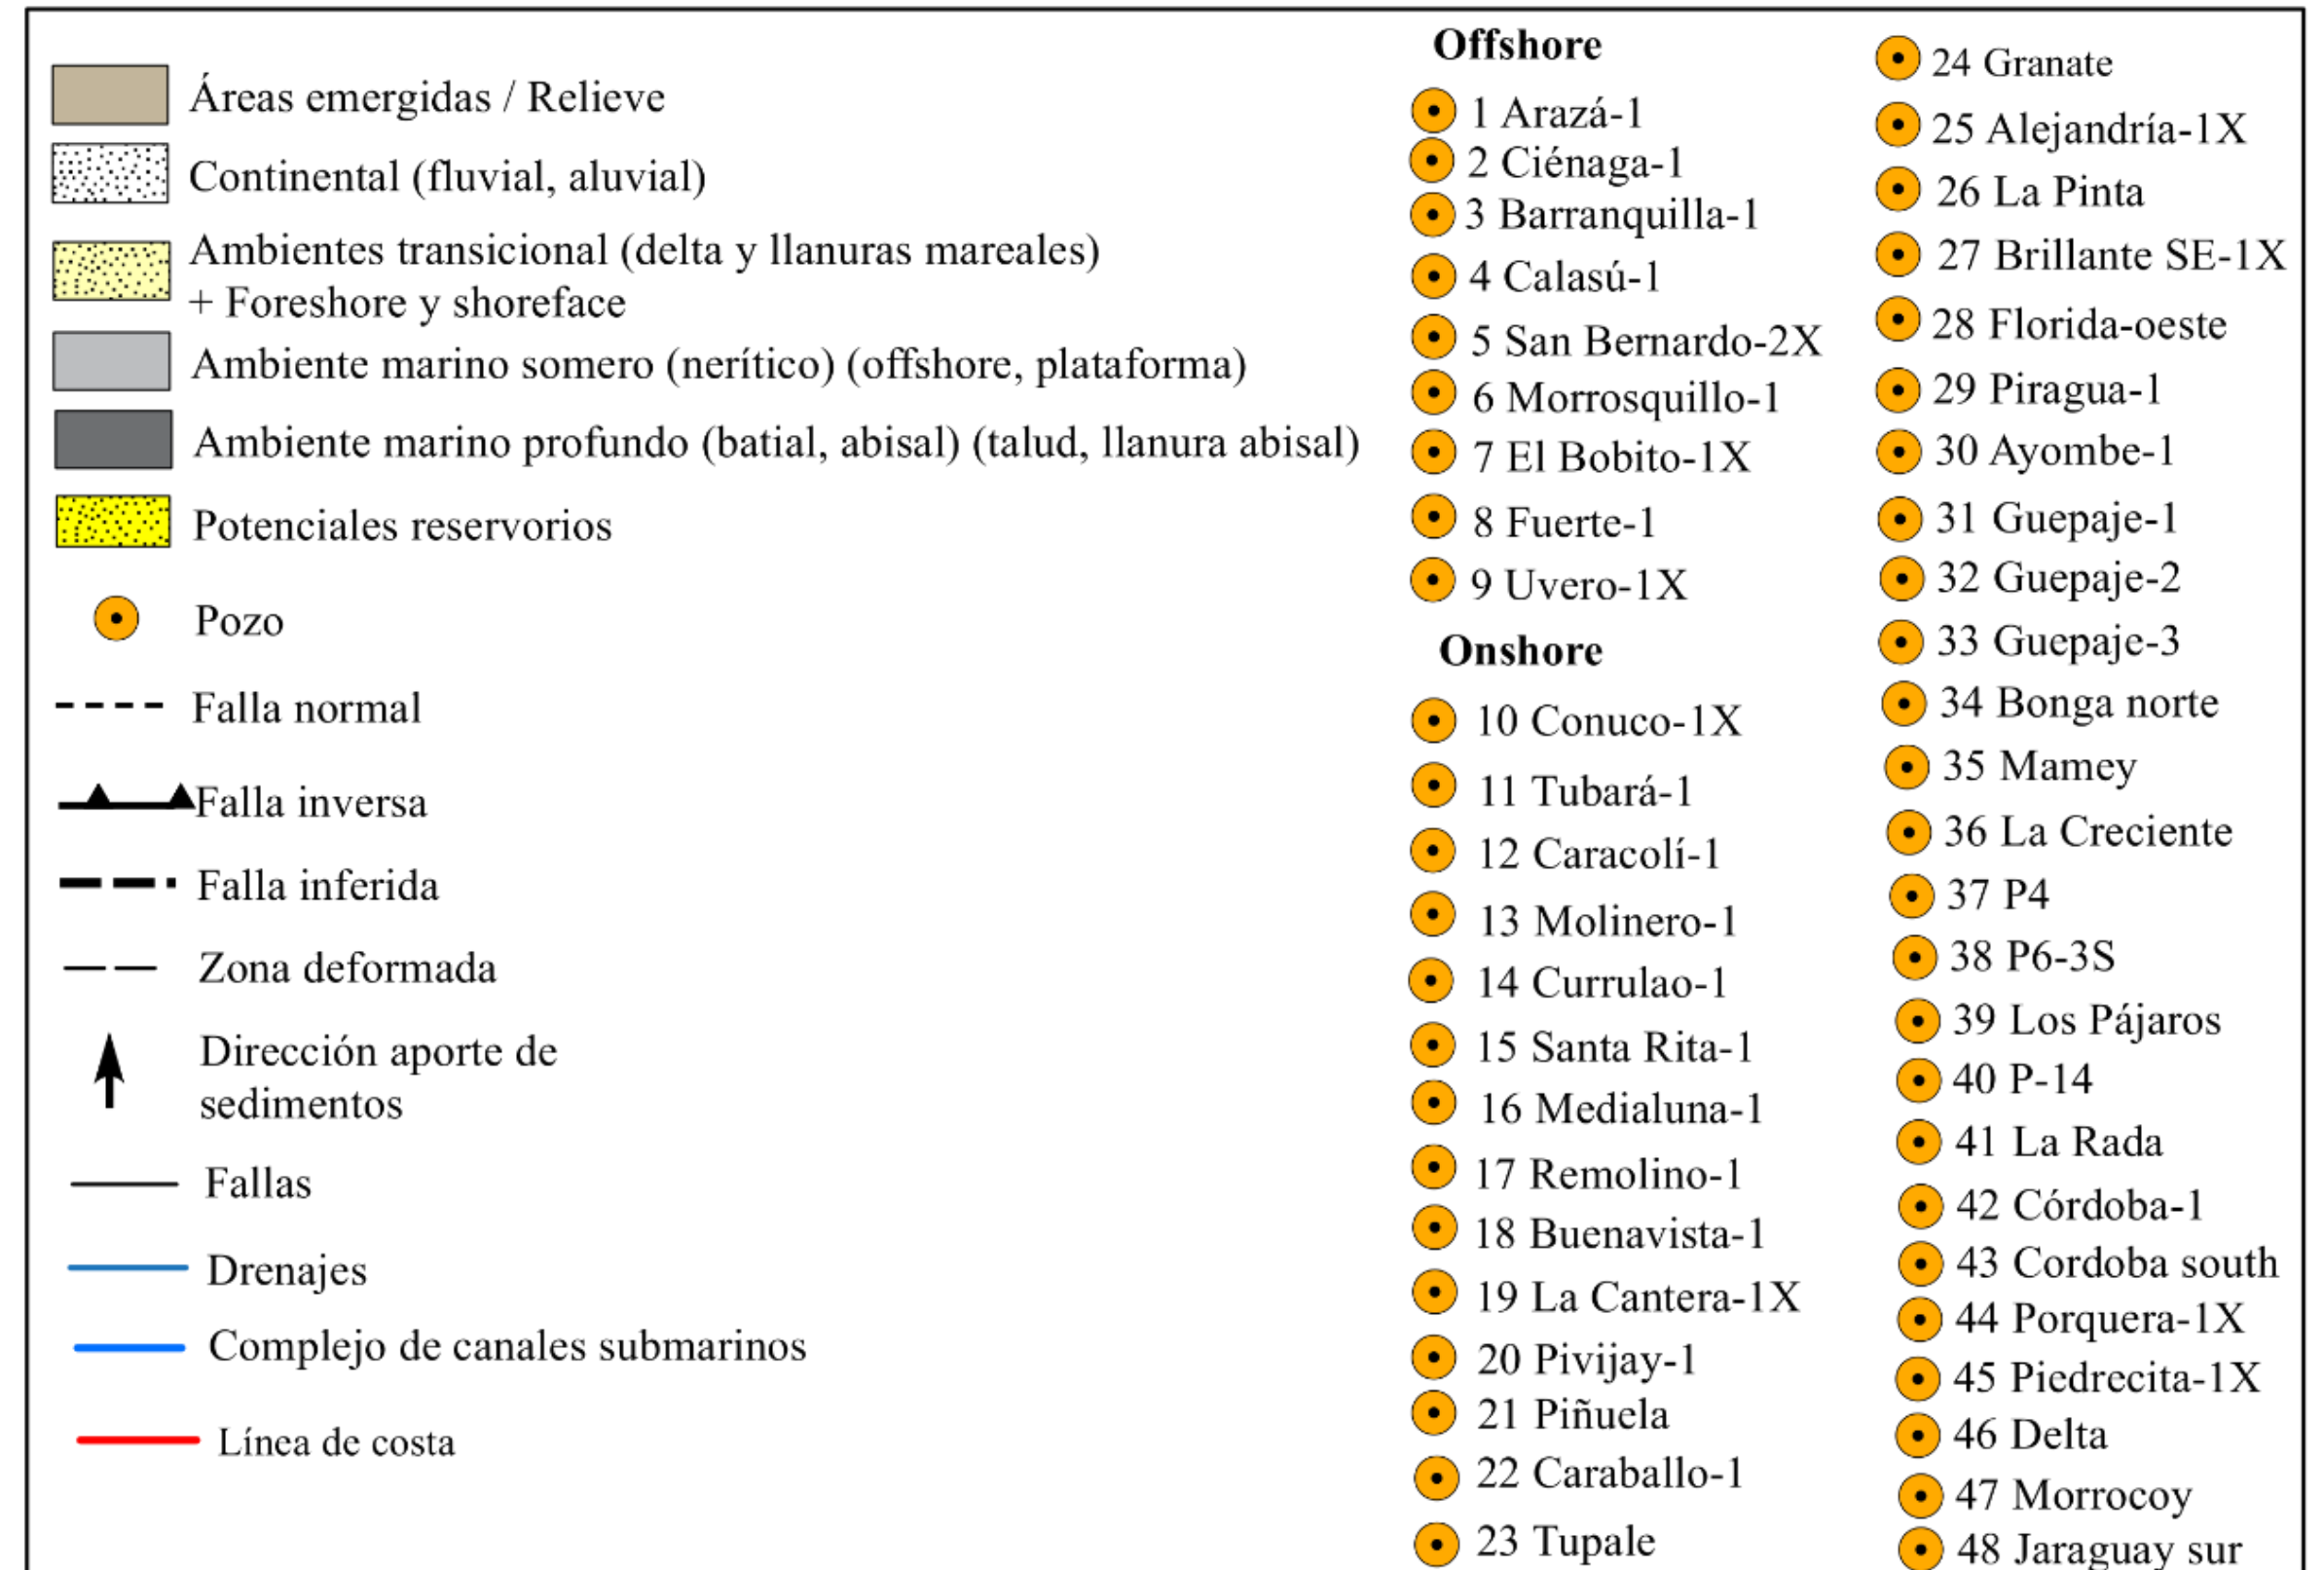 Áreas emergidas / Relieve
Continental (fluvial, aluvial)
Ambientes transicional (delta y llanuras mareales)
+ Foreshore y shoreface
Ambiente marino somero (nerítico) (offshore, plataforma)
Ambiente marino profundo (batial, abisal) (talud, llanura abisal)
Potenciales reservorios
Pozo
Falla normal
Falla inversa
Falla inferida
Zona deformada
Dirección aporte de
sedimentos
Fallas
Drenajes
Complejo de canales submarinos
Línea de costa
Offshore
1 Arazá-1
2 Ciénaga-1
3 Barranquilla-1
4 Calasú-1
5 San Bernardo-2X
6 Morrosquillo-1
7 El Bobito-1X
8 Fuerte-1
9 Uvero-1X
Onshore
10 Conuco-1X
11 Tubará-1
12 Caracolí-1
13 Molinero-1
14 Currulao-1
15 Santa Rita-1
16 Medialuna-1
17 Remolino-1
18 Buenavista-1
19 La Cantera-1X
20 Pivijay-1
21 Piñuela
22 Caraballo-1
23 Tupale
24 Granate
25 Alejandría-1X
26 La Pinta
27 Brillante SE-1X
28 Florida-oeste
29 Piragua-1
30 Ayombe-1
31 Guepaje-1
32 Guepaje-2
33 Guepaje-3
34 Bonga norte
35 Mamey
36 La Creciente
37 P4
38 P6-3S
39 Los Pájaros
40 P-14
41 La Rada
42 Córdoba-1
43 Cordoba south
44 Porquera-1X
45 Piedrecita-1X
46 Delta
47 Morrocoy
48 Jaraguay sur